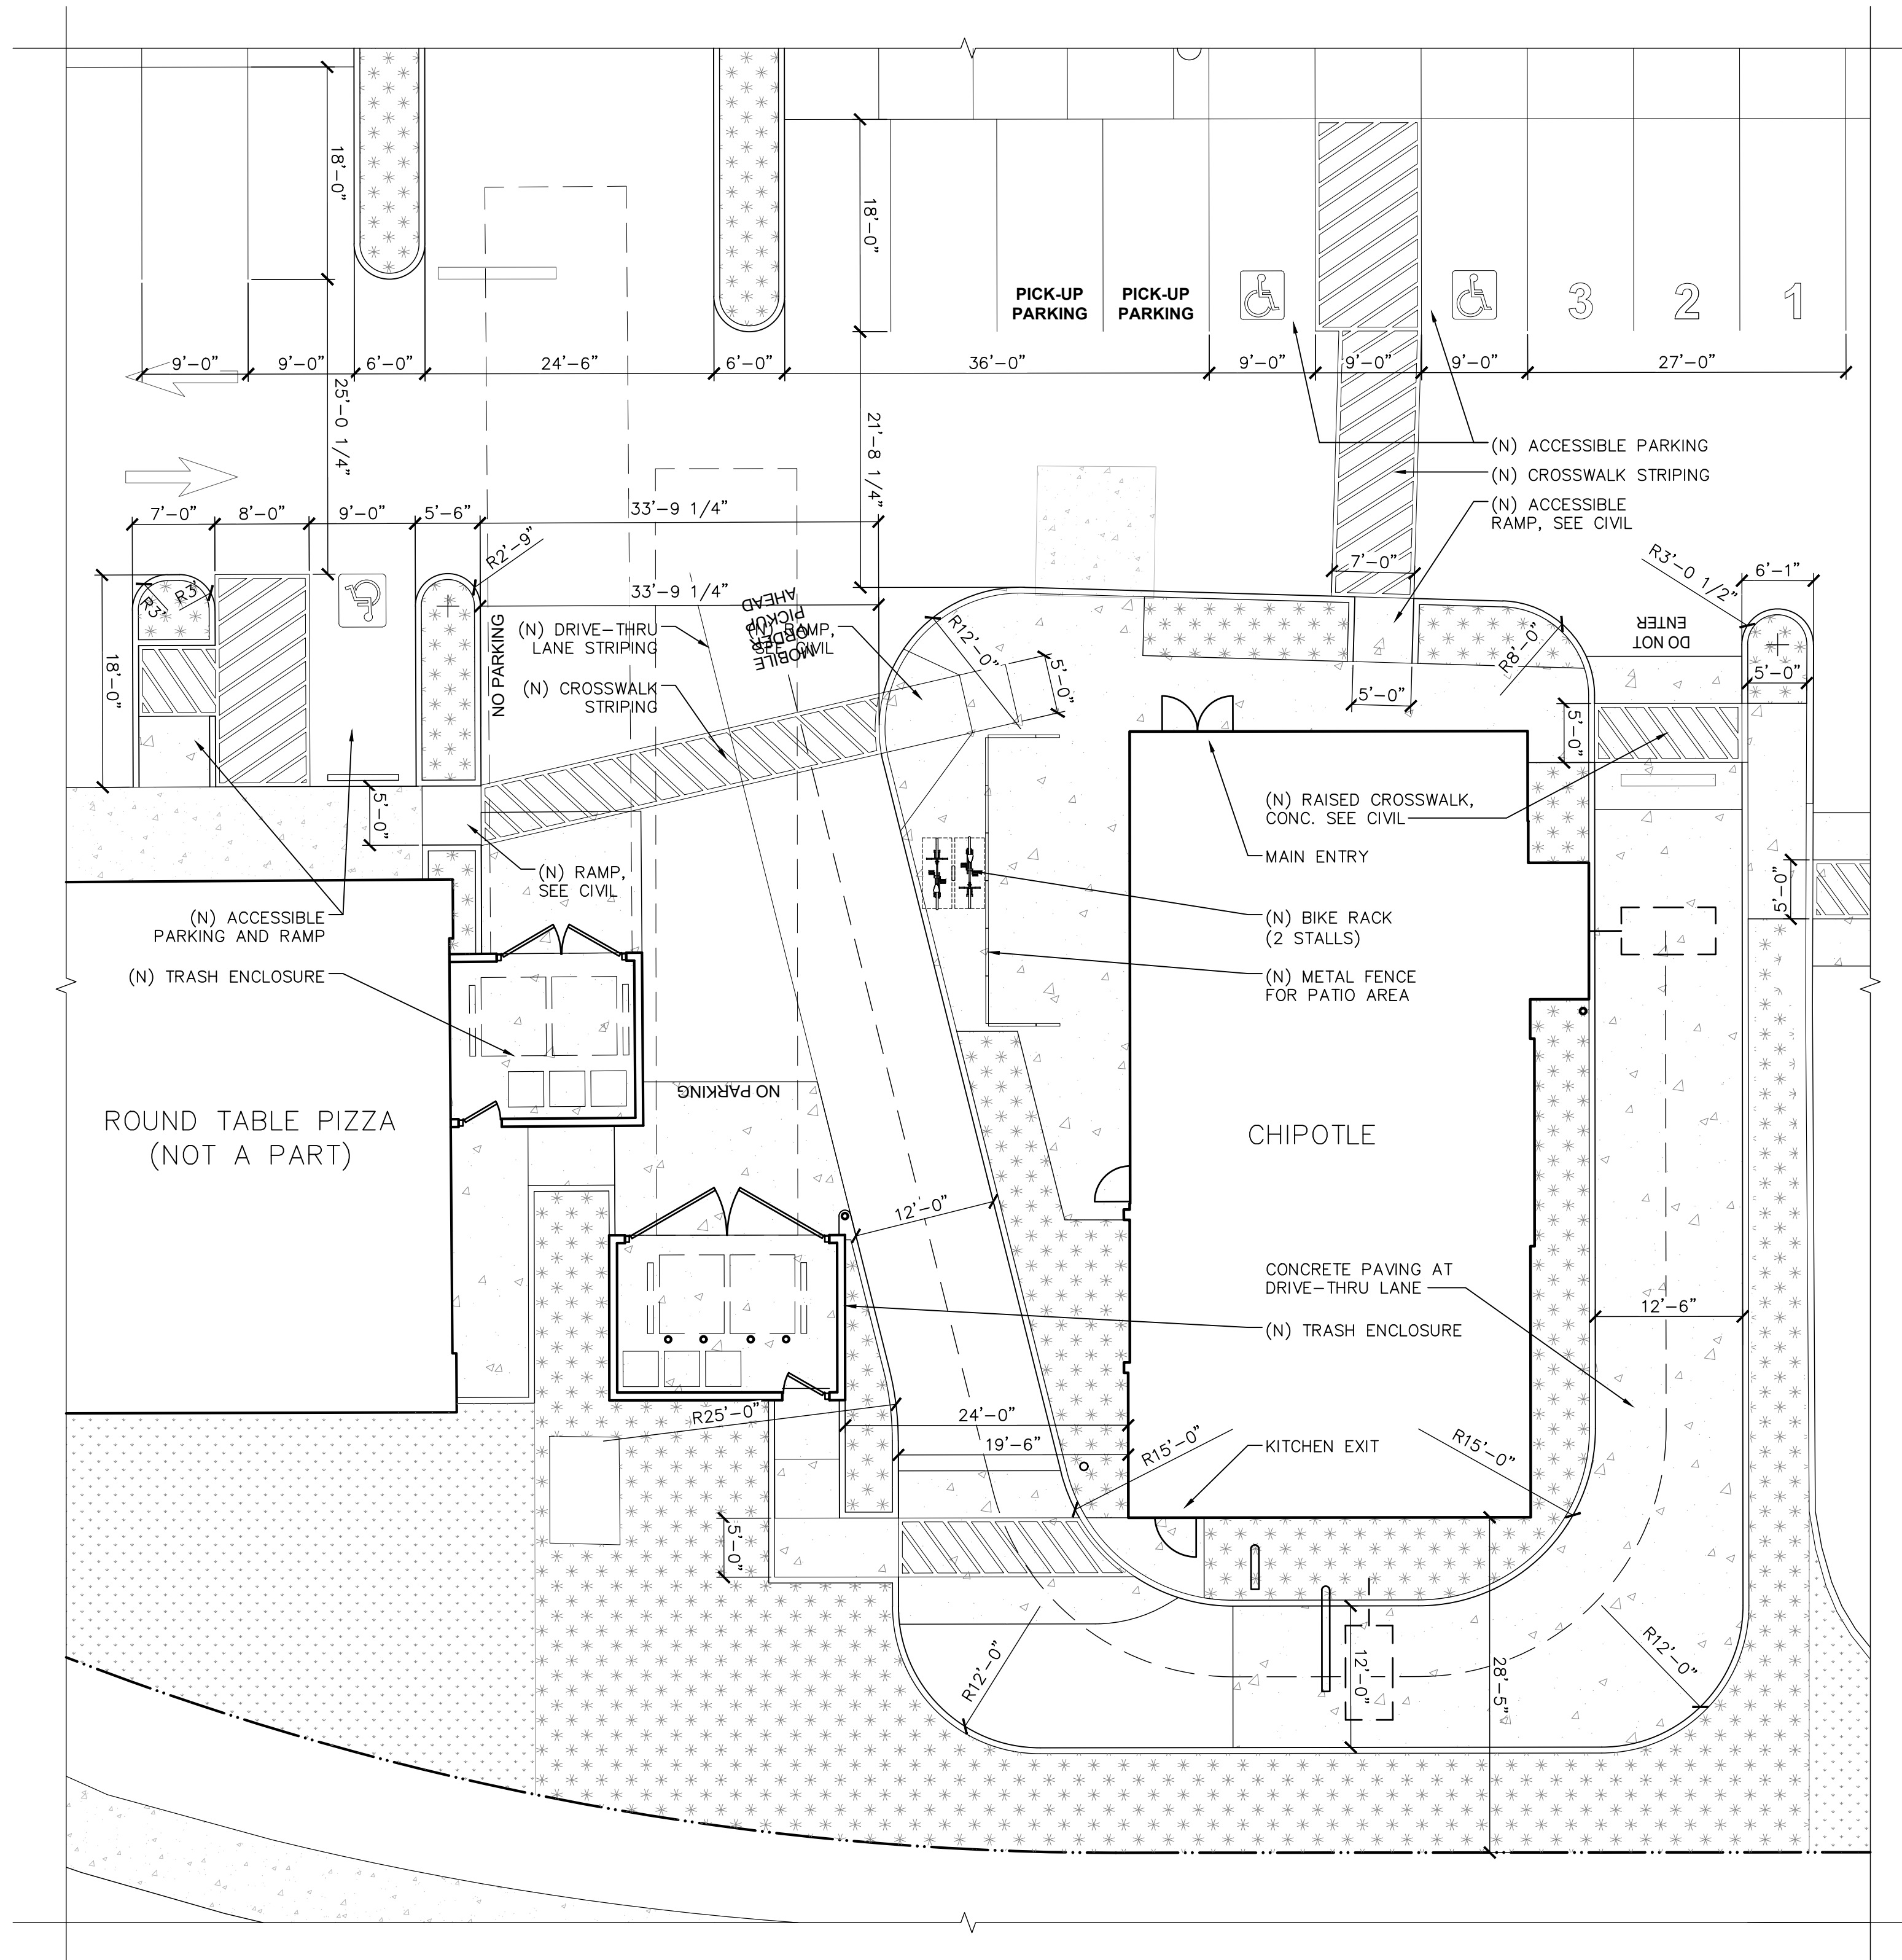 18'-0"
18'-0"
PICK-UP
PARKING
PICK-UP
PARKING
3
2
1
9'-0"
9'-0"
6'-0"
24'-6"
6'-0"
36'-0"
9'-0"
9'-0"
9'-0"
27'-0"
25'-0 1/4"
21'-8 1/4"
(N) ACCESSIBLE PARKING
(N) CROSSWALK STRIPING
(N) ACCESSIBLE
RAMP, SEE CIVIL
7'-0"
8'-0"
9'-0"
5'-6"
33'-9 1/4"
R2'-9"
R3'
R3'
18'-0"
NO PARKING
33'-9 1/4"
(N) DRIVE-THRU
LANE STRIPING
(N) RAMP,
SEE CIVIL
MOBILE
ORDER
PICKUP
AHEAD
(N) CROSSWALK
STRIPING
R12'-0"
5'-0"
7'-0"
R8'-0"
5'-0"
DO NOT
ENTER
R3'-0 1/2"
6'-1"
5'-0"
5'-0"
5'-0"
(N) RAISED CROSSWALK,
CONC. SEE CIVIL
MAIN ENTRY
(N) RAMP,
SEE CIVIL
5'-0"
(N) ACCESSIBLE
PARKING AND RAMP
(N) BIKE RACK
(2 STALLS)
(N) TRASH ENCLOSURE
(N) METAL FENCE
FOR PATIO AREA
NO PARKING
ROUND TABLE PIZZA
(NOT A PART)
CHIPOTLE
12'-0"
CONCRETE PAVING AT
DRIVE-THRU LANE
12'-6"
(N) TRASH ENCLOSURE
R25'-0"
24'-0"
19'-6"
R15'-0"
KITCHEN EXIT
R15'-0"
5'-0"
R12'-0"
12'-0"
28'-5"
R12'-0"